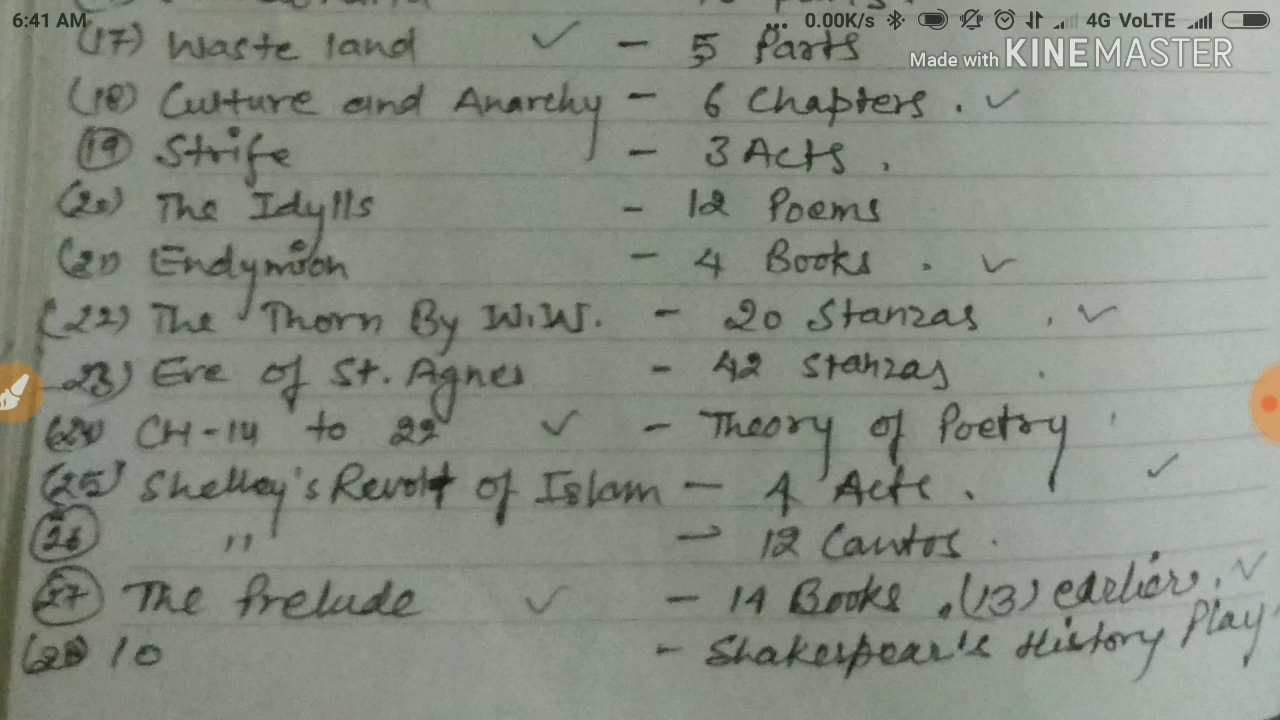 6:41 AM ... 0.00K/s 4G VoLTE
Made with KINEMASTER
(17) Waste land ✓ - 5 Parts
(18) Culture and Anarchy - 6 Chapters. ✓
(19) Strife - 3 Acts.
(20) The Idylls - 12 Poems
(21) Endymion - 4 Books. ✓
(22) The Thorn By W.W. - 20 Stanzas. ✓
23) Eve of St. Agnes - 42 Stanzas.
(24) CH-14 to 22 ✓ - Theory of Poetry
(25) Shelley's Revolt of Islam - 4 Acts. ✓
(26) " - 12 Cantos.
(27) The Prelude ✓ - 14 Books, (13) earlier. ✓
(28) 10 - Shakespear's History Play